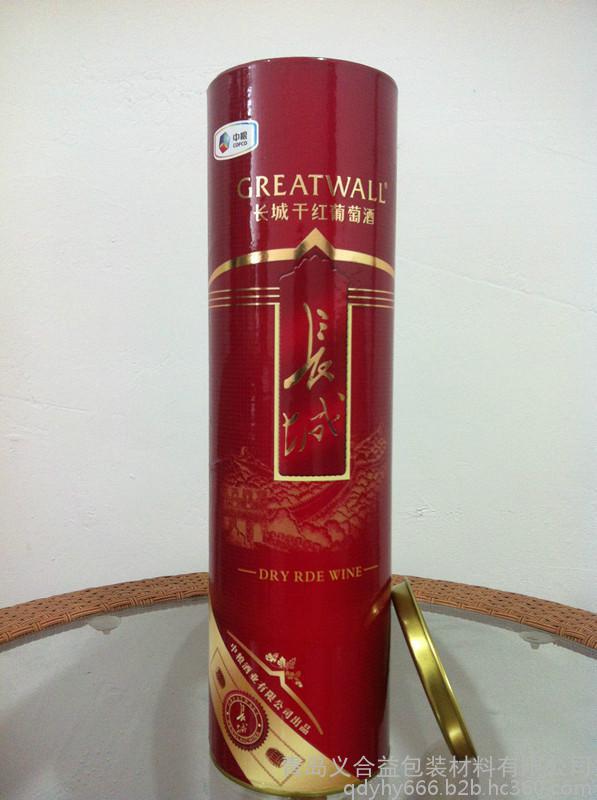 中粮
COFCO
GREATWALL®
长城干红葡萄酒
長城
DRY RDE WINE
中粮酒业有限公司出品
長城
青岛义合益包装材料有限公司
qdyhy666.b2b.hc360.com